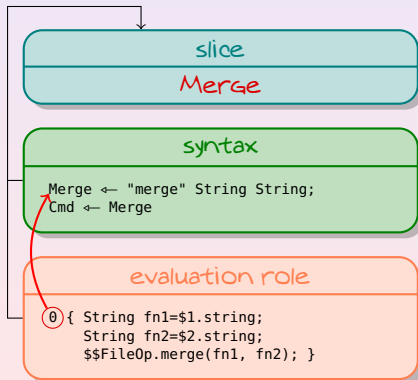 slice
Merge
syntax
Merge ← "merge" String String;
Cmd ← Merge
evaluation role
0 { String fn1=$1.string;
String fn2=$2.string;
$$FileOp.merge(fn1, fn2); }